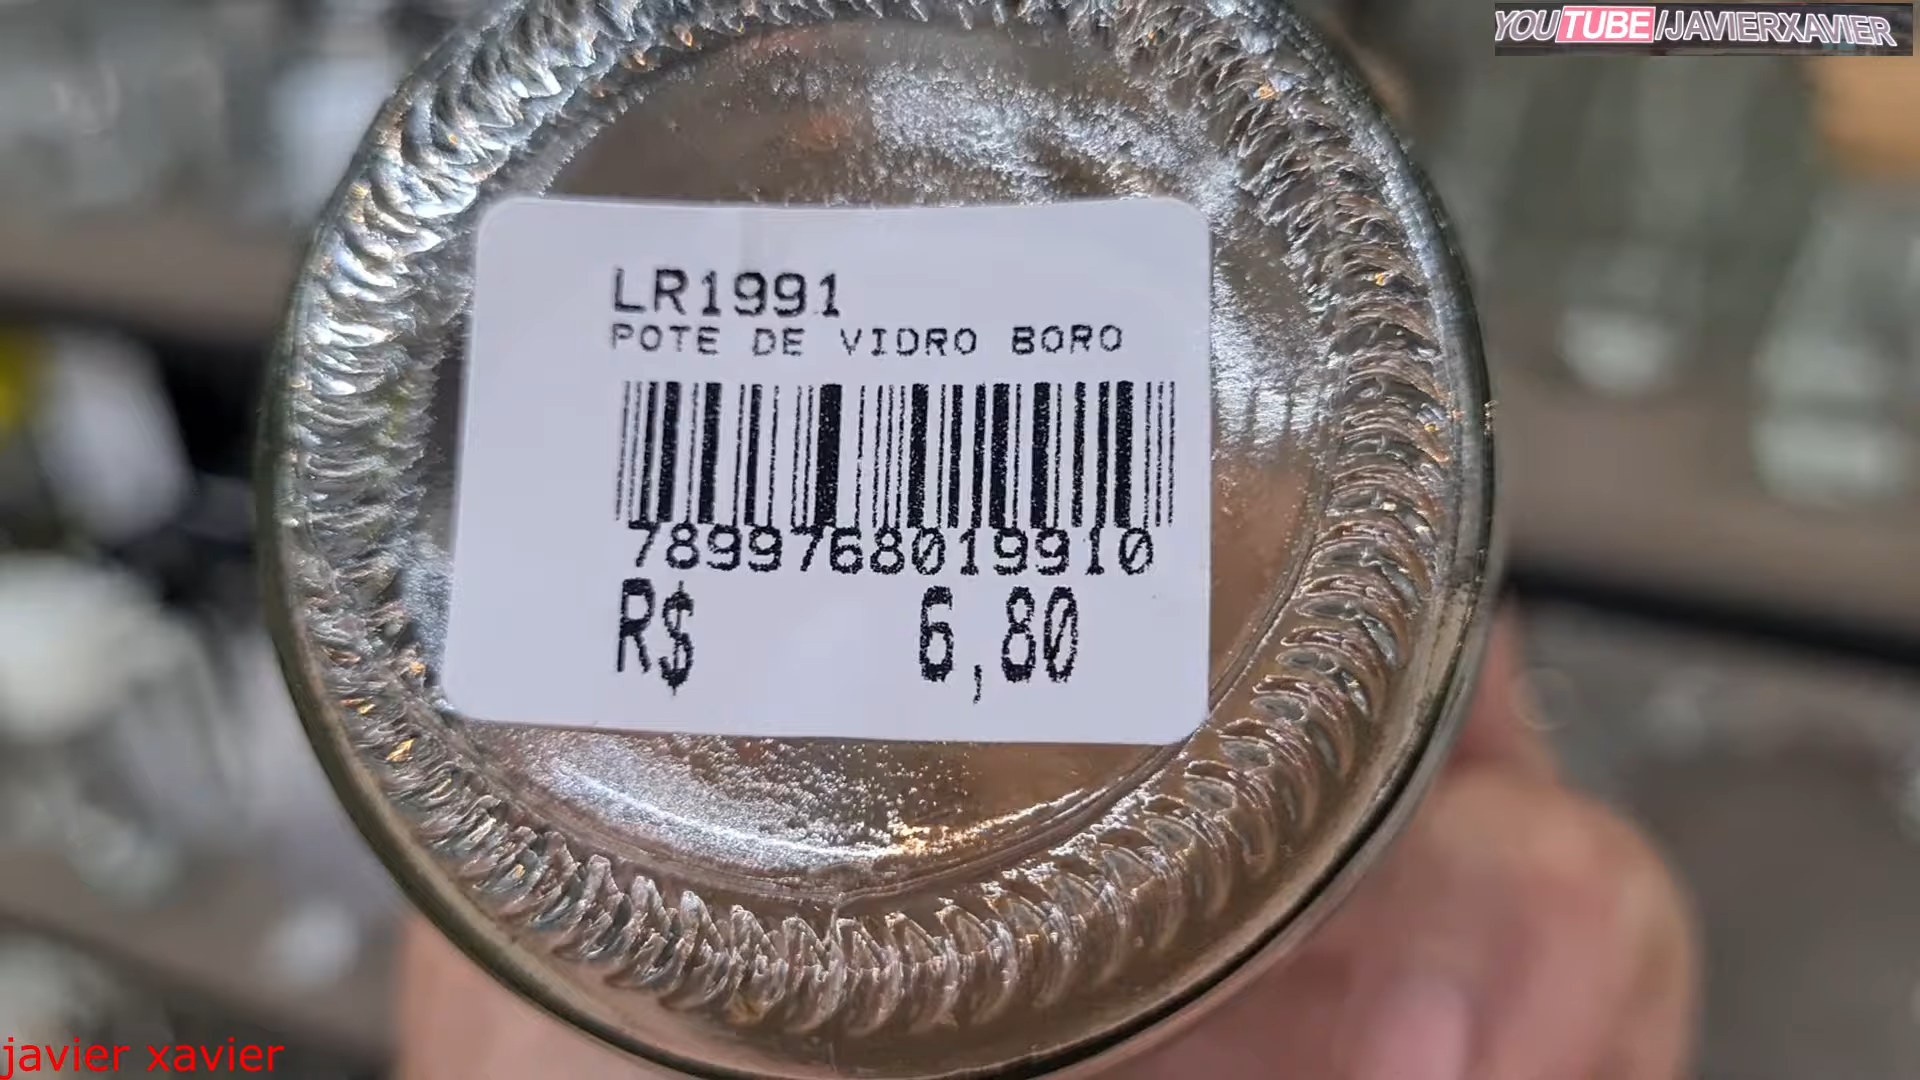 YOUTUBE/JAVIERXAVIER
LR1991
POTE DE VIDRO BORO
7899768019910
R$ 6,80
javier xavier